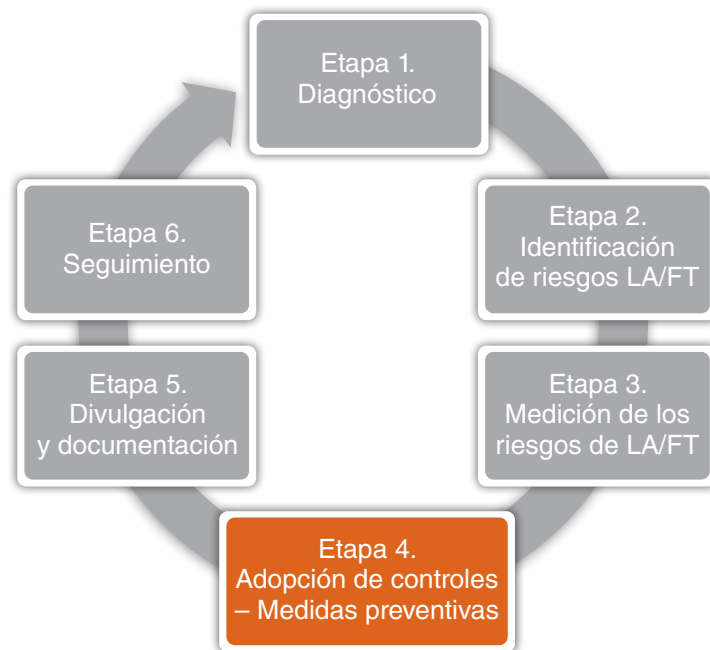 Etapa 1.
Diagnóstico
Etapa 2.
Identificación
de riesgos LA/FT
Etapa 3.
Medición de los
riesgos de LA/FT
Etapa 4.
Adopción de controles
– Medidas preventivas
Etapa 5.
Divulgación
y documentación
Etapa 6.
Seguimiento